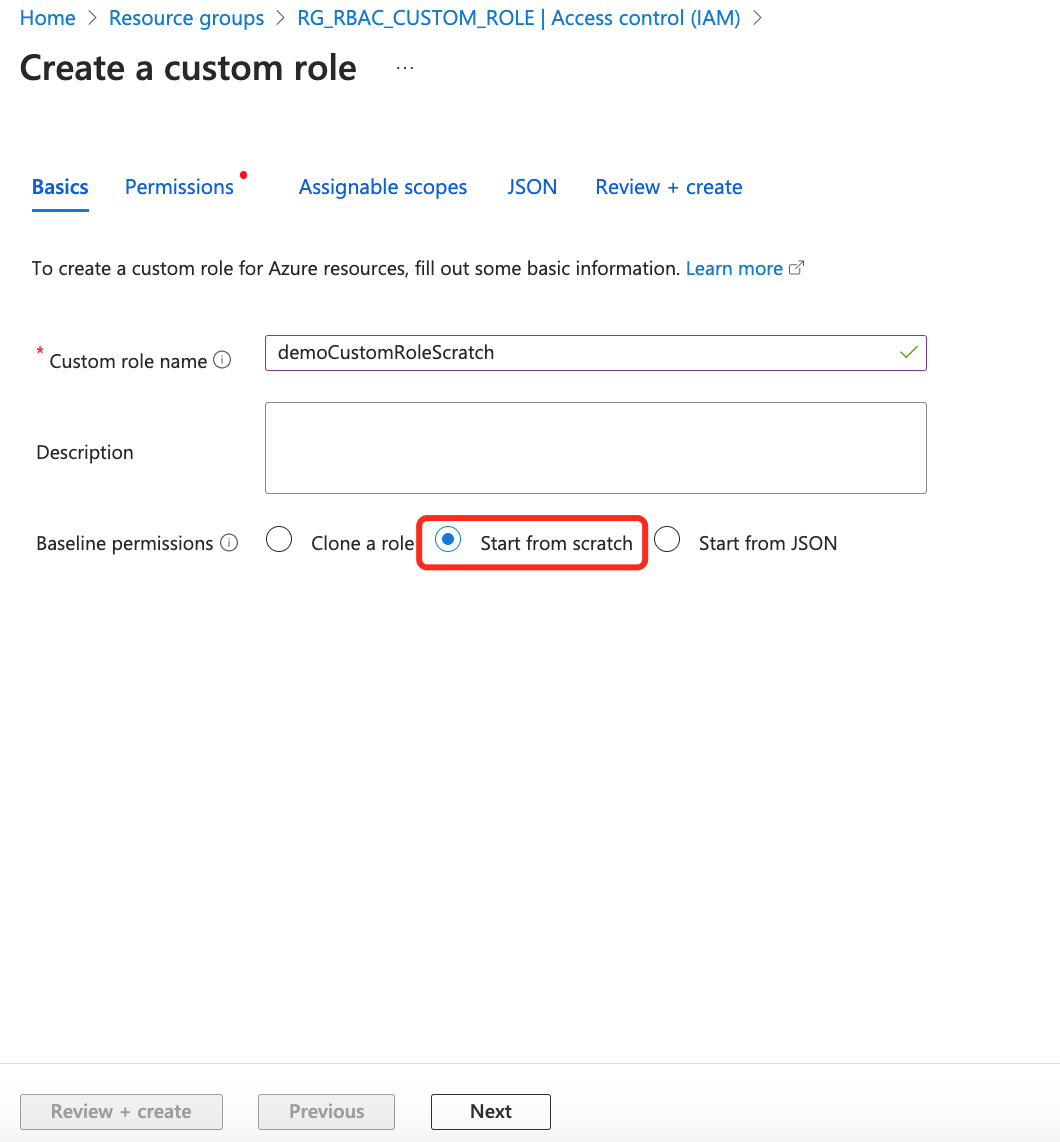 Home > Resource groups > RG_RBAC_CUSTOM_ROLE | Access control (IAM) >
Create a custom role ...
Basics Permissions Assignable scopes JSON Review + create
To create a custom role for Azure resources, fill out some basic information. Learn more
* Custom role name demoCustomRoleScratch
Description
Baseline permissions Clone a role Start from scratch Start from JSON
Review + create Previous Next